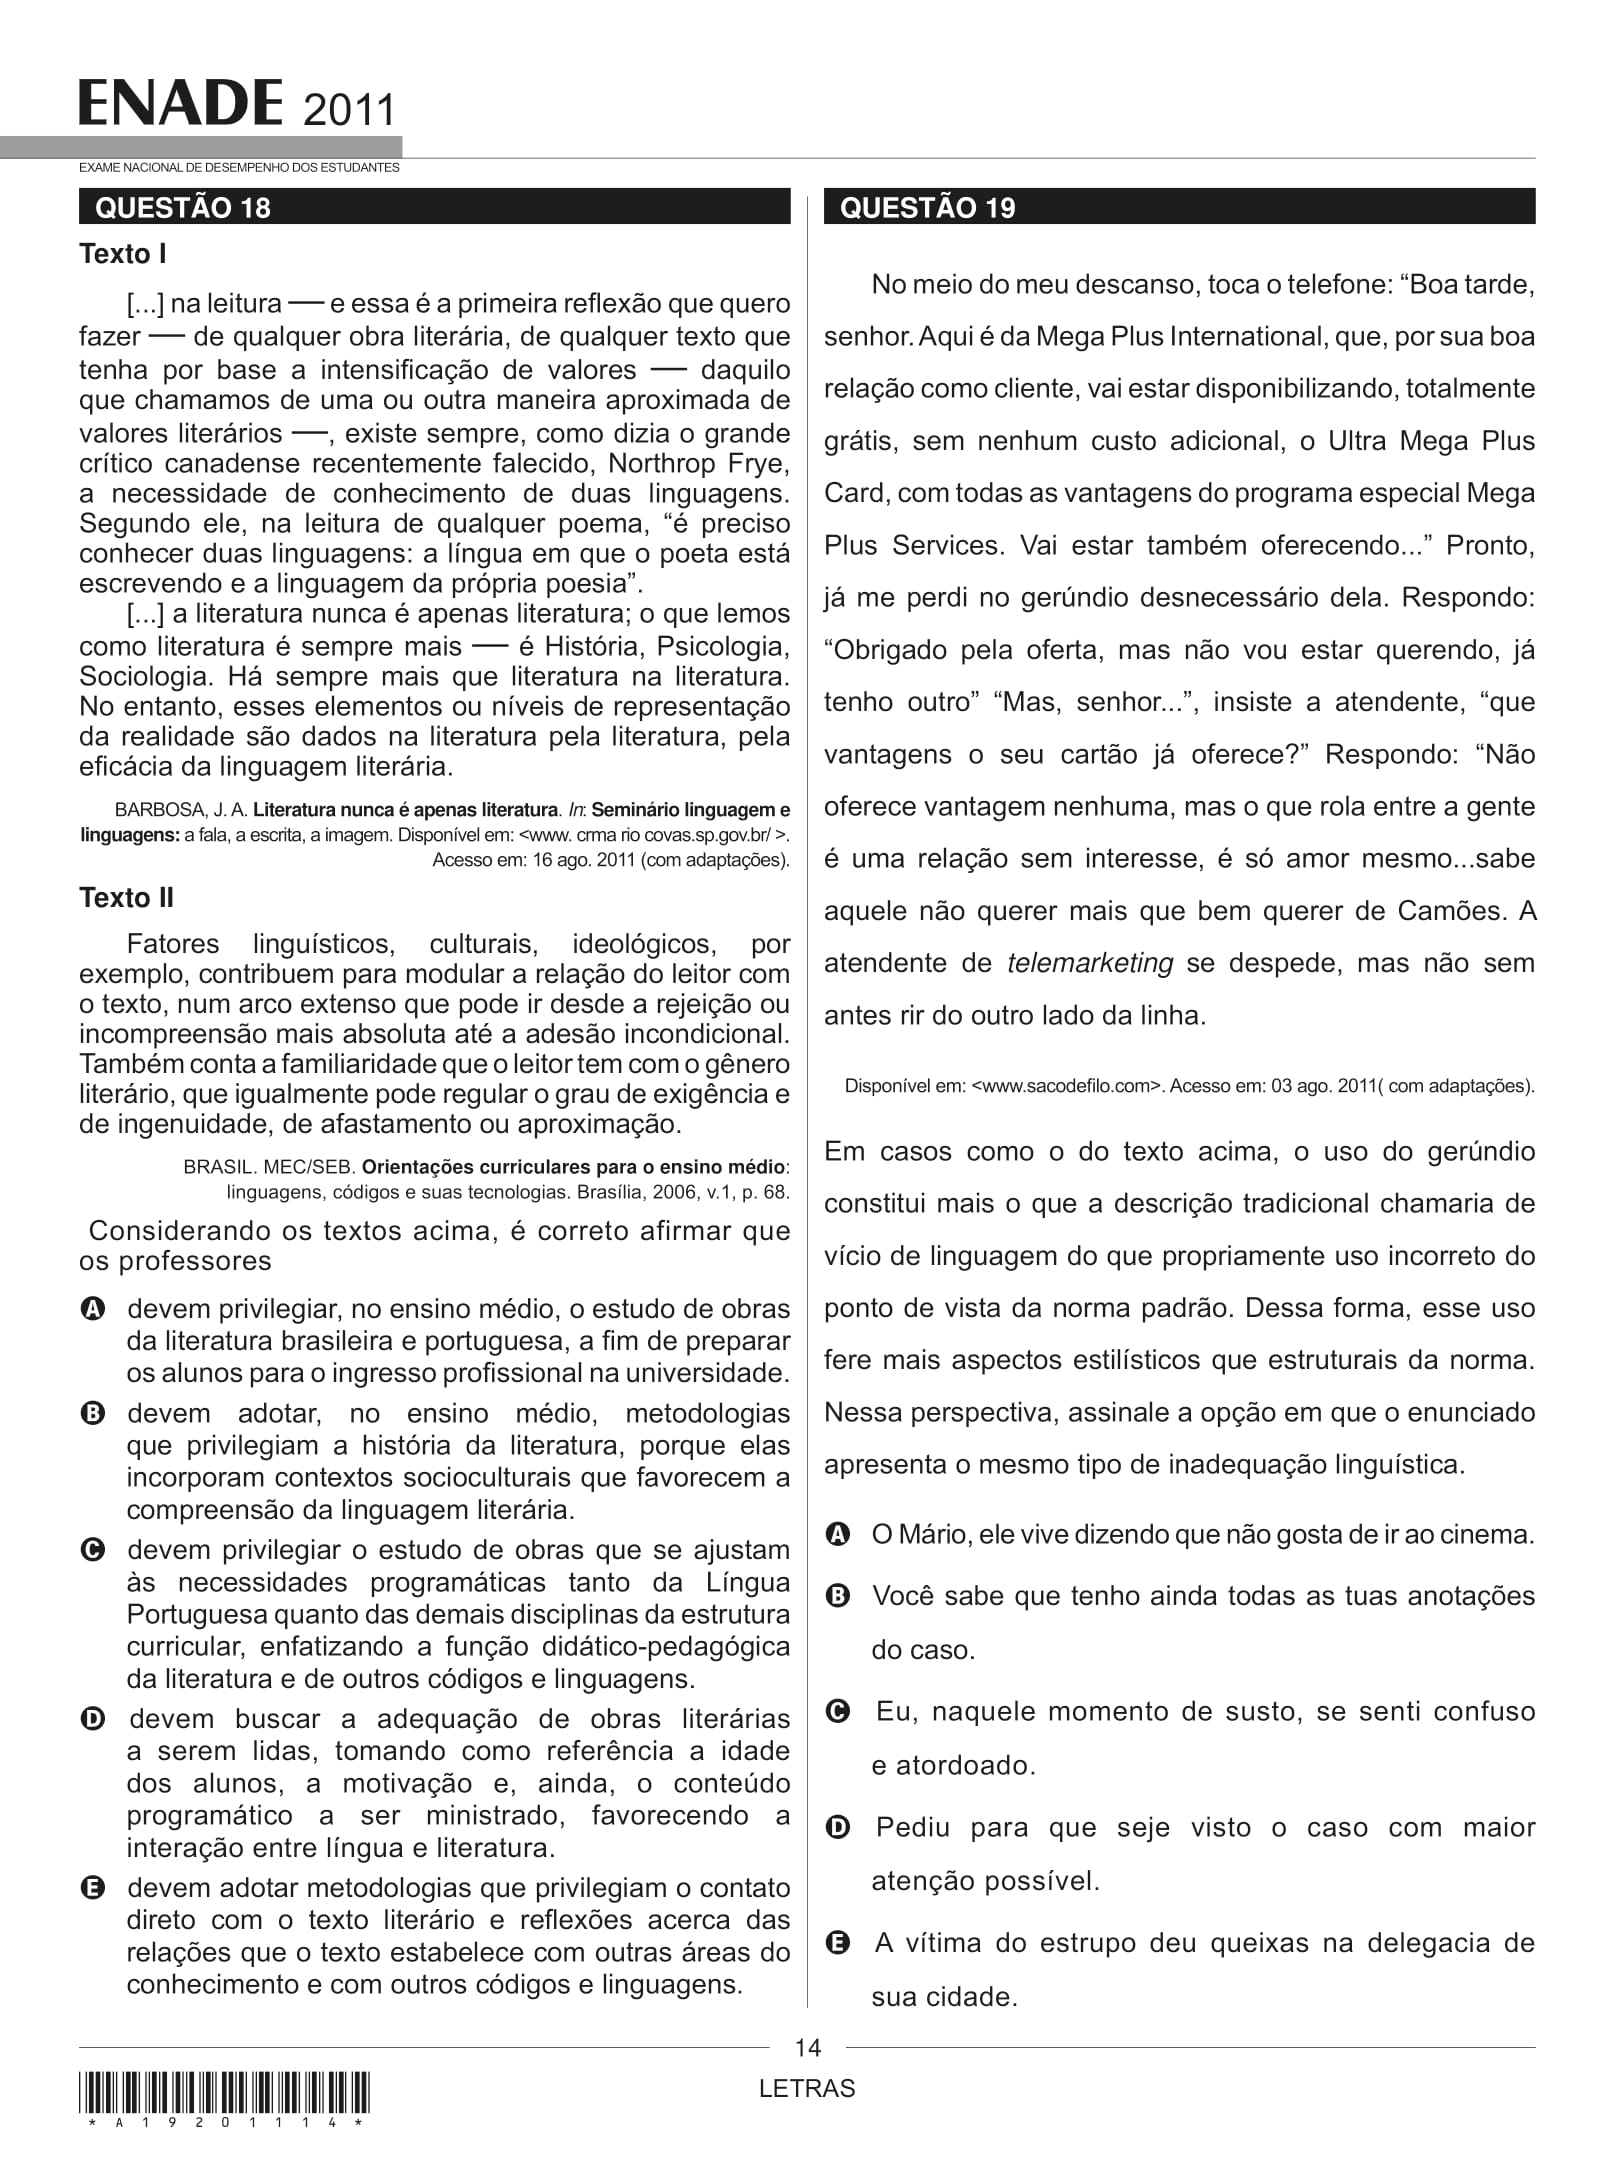 ENADE 2011
EXAME NACIONAL DE DESEMPENHO DOS ESTUDANTES
QUESTÃO 18
Texto I
[...] na leitura — e essa é a primeira reflexão que quero
fazer — de qualquer obra literária, de qualquer texto que
tenha por base a intensificação de valores — daquilo
que chamamos de uma ou outra maneira aproximada de
valores literários —, existe sempre, como dizia o grande
crítico canadense recentemente falecido, Northrop Frye,
a necessidade de conhecimento de duas linguagens.
Segundo ele, na leitura de qualquer poema, “é preciso
conhecer duas linguagens: a língua em que o poeta está
escrevendo e a linguagem da própria poesia”.
[...] a literatura nunca é apenas literatura; o que lemos
como literatura é sempre mais — é História, Psicologia,
Sociologia. Há sempre mais que literatura na literatura.
No entanto, esses elementos ou níveis de representação
da realidade são dados na literatura pela literatura, pela
eficácia da linguagem literária.
BARBOSA, J. A. Literatura nunca é apenas literatura. In: Seminário linguagem e
linguagens: a fala, a escrita, a imagem. Disponível em: <www. crma rio covas.sp.gov.br/ >.
Acesso em: 16 ago. 2011 (com adaptações).
Texto II
Fatores linguísticos, culturais, ideológicos, por
exemplo, contribuem para modular a relação do leitor com
o texto, num arco extenso que pode ir desde a rejeição ou
incompreensão mais absoluta até a adesão incondicional.
Também conta a familiaridade que o leitor tem com o gênero
literário, que igualmente pode regular o grau de exigência e
de ingenuidade, de afastamento ou aproximação.
BRASIL. MEC/SEB. Orientações curriculares para o ensino médio:
linguagens, códigos e suas tecnologias. Brasília, 2006, v.1, p. 68.
Considerando os textos acima, é correto afirmar que
os professores
A devem privilegiar, no ensino médio, o estudo de obras
da literatura brasileira e portuguesa, a fim de preparar
os alunos para o ingresso profissional na universidade.
B devem adotar, no ensino médio, metodologias
que privilegiam a história da literatura, porque elas
incorporam contextos socioculturais que favorecem a
compreensão da linguagem literária.
C devem privilegiar o estudo de obras que se ajustam
às necessidades programáticas tanto da Língua
Portuguesa quanto das demais disciplinas da estrutura
curricular, enfatizando a função didático-pedagógica
da literatura e de outros códigos e linguagens.
D devem buscar a adequação de obras literárias
a serem lidas, tomando como referência a idade
dos alunos, a motivação e, ainda, o conteúdo
programático a ser ministrado, favorecendo a
interação entre língua e literatura.
E devem adotar metodologias que privilegiam o contato
direto com o texto literário e reflexões acerca das
relações que o texto estabelece com outras áreas do
conhecimento e com outros códigos e linguagens.
QUESTÃO 19
No meio do meu descanso, toca o telefone: “Boa tarde,
senhor. Aqui é da Mega Plus International, que, por sua boa
relação como cliente, vai estar disponibilizando, totalmente
grátis, sem nenhum custo adicional, o Ultra Mega Plus
Card, com todas as vantagens do programa especial Mega
Plus Services. Vai estar também oferecendo...” Pronto,
já me perdi no gerúndio desnecessário dela. Respondo:
“Obrigado pela oferta, mas não vou estar querendo, já
tenho outro” “Mas, senhor...”, insiste a atendente, “que
vantagens o seu cartão já oferece?” Respondo: “Não
oferece vantagem nenhuma, mas o que rola entre a gente
é uma relação sem interesse, é só amor mesmo...sabe
aquele não querer mais que bem querer de Camões. A
atendente de telemarketing se despede, mas não sem
antes rir do outro lado da linha.
Disponível em: <www.sacodefilo.com>. Acesso em: 03 ago. 2011( com adaptações).
Em casos como o do texto acima, o uso do gerúndio
constitui mais o que a descrição tradicional chamaria de
vício de linguagem do que propriamente uso incorreto do
ponto de vista da norma padrão. Dessa forma, esse uso
fere mais aspectos estilísticos que estruturais da norma.
Nessa perspectiva, assinale a opção em que o enunciado
apresenta o mesmo tipo de inadequação linguística.
A O Mário, ele vive dizendo que não gosta de ir ao cinema.
B Você sabe que tenho ainda todas as tuas anotações
do caso.
C Eu, naquele momento de susto, se senti confuso
e atordoado.
D Pediu para que seje visto o caso com maior
atenção possível.
E A vítima do estrupo deu queixas na delegacia de
sua cidade.
14
LETRAS
* A 1 9 2 0 1 1 1 4 *